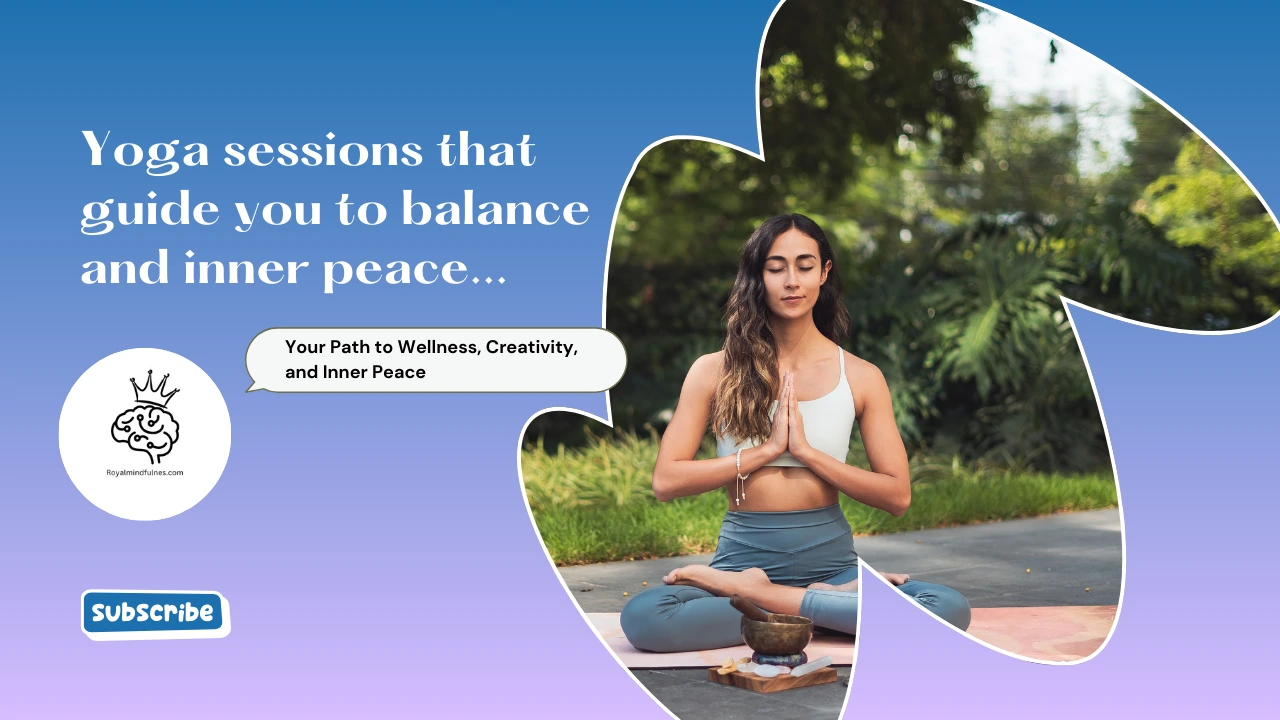 Yoga sessions that
guide you to balance
and inner peace...
Your Path to Wellness, Creativity,
and Inner Peace
Royalmindfulnes.com
subscribe